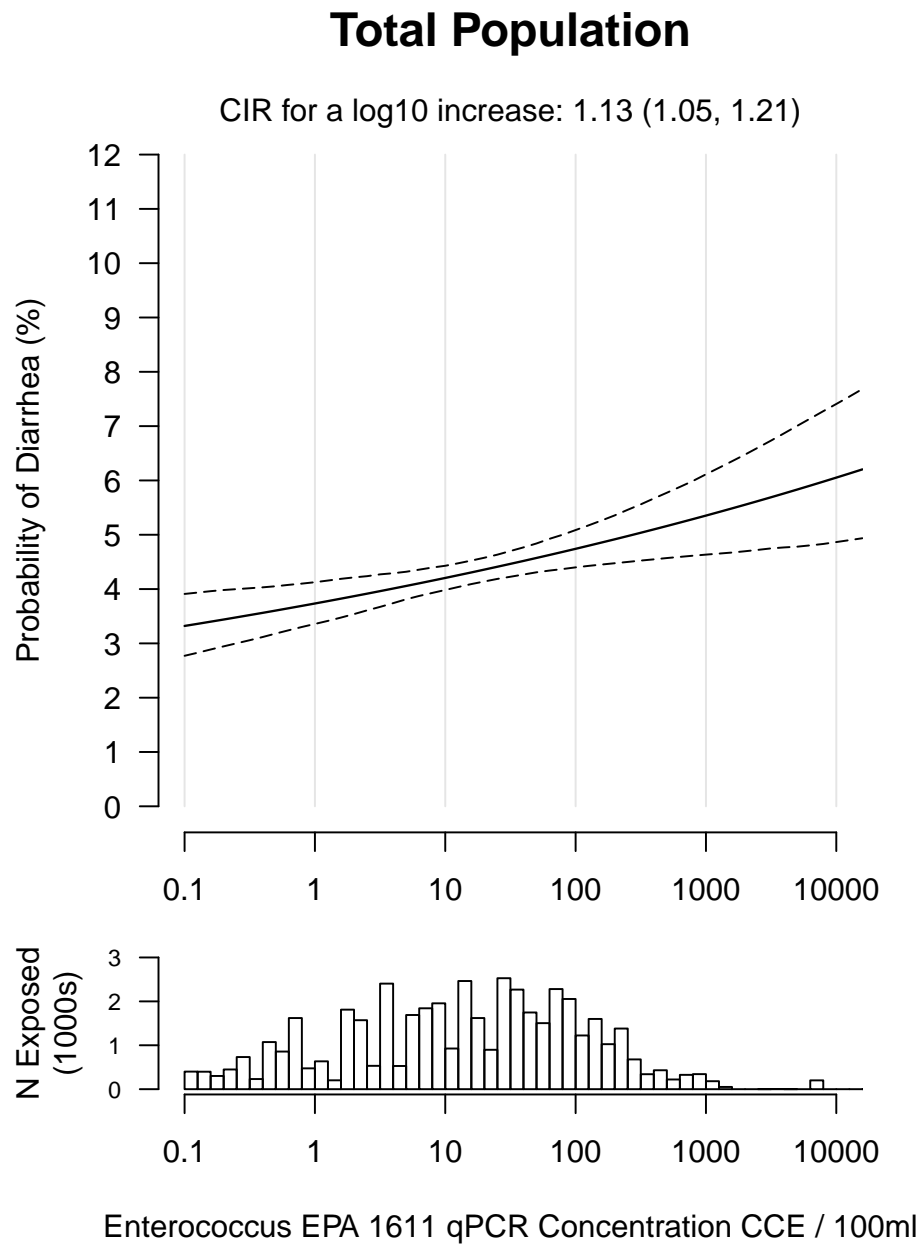 Total Population
CIR for a log10 increase: 1.13 (1.05, 1.21)
Probability of Diarrhea (%)
12
11
10
9
8
7
6
5
4
3
2
1
0
0.1 1 10 100 1000 10000
N Exposed
(1000s)
3
2
1
0
0.1 1 10 100 1000 10000
Enterococcus EPA 1611 qPCR Concentration CCE / 100ml